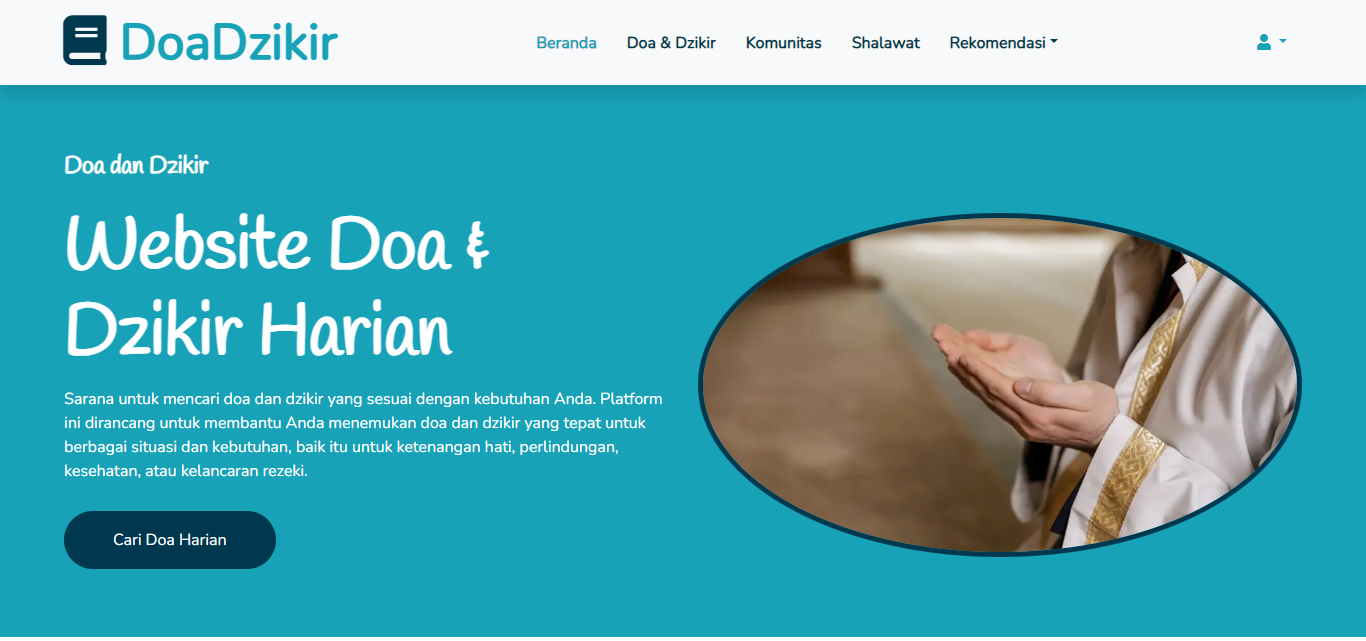 DoaDzikir
Beranda
Doa & Dzikir
Komunitas
Shalawat
Rekomendasi
Doa dan Dzikir
Website Doa &
Dzikir Harian
Sarana untuk mencari doa dan dzikir yang sesuai dengan kebutuhan Anda. Platform
ini dirancang untuk membantu Anda menemukan doa dan dzikir yang tepat untuk
berbagai situasi dan kebutuhan, baik itu untuk ketenangan hati, perlindungan,
kesehatan, atau kelancaran rezeki.
Cari Doa Harian